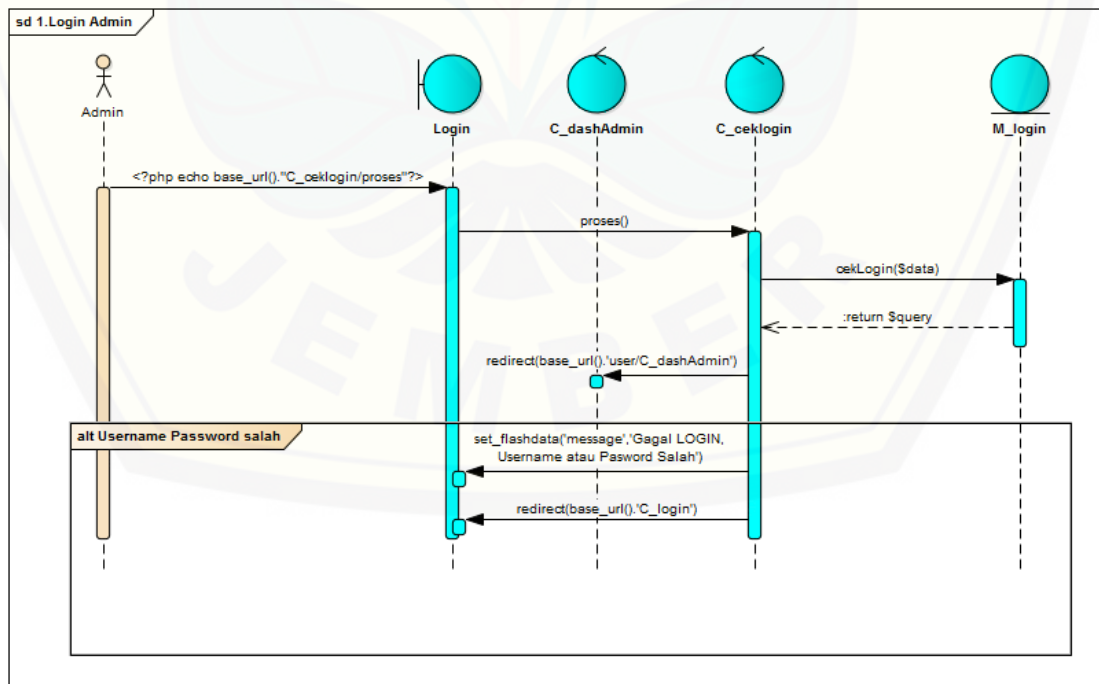 sd 1.Login Admin
Admin
Login
C_dashAdmin
C_ceklogin
M_login
<?php echo base_url()."C_ceklogin/proses"?>
proses()
cekLogin($data)
:return $query
redirect(base_url().'user/C_dashAdmin')
alt Username Password salah
set_flashdata('message','Gagal LOGIN,
Username atau Pasword Salah')
redirect(base_url().'C_login')
JEMBER